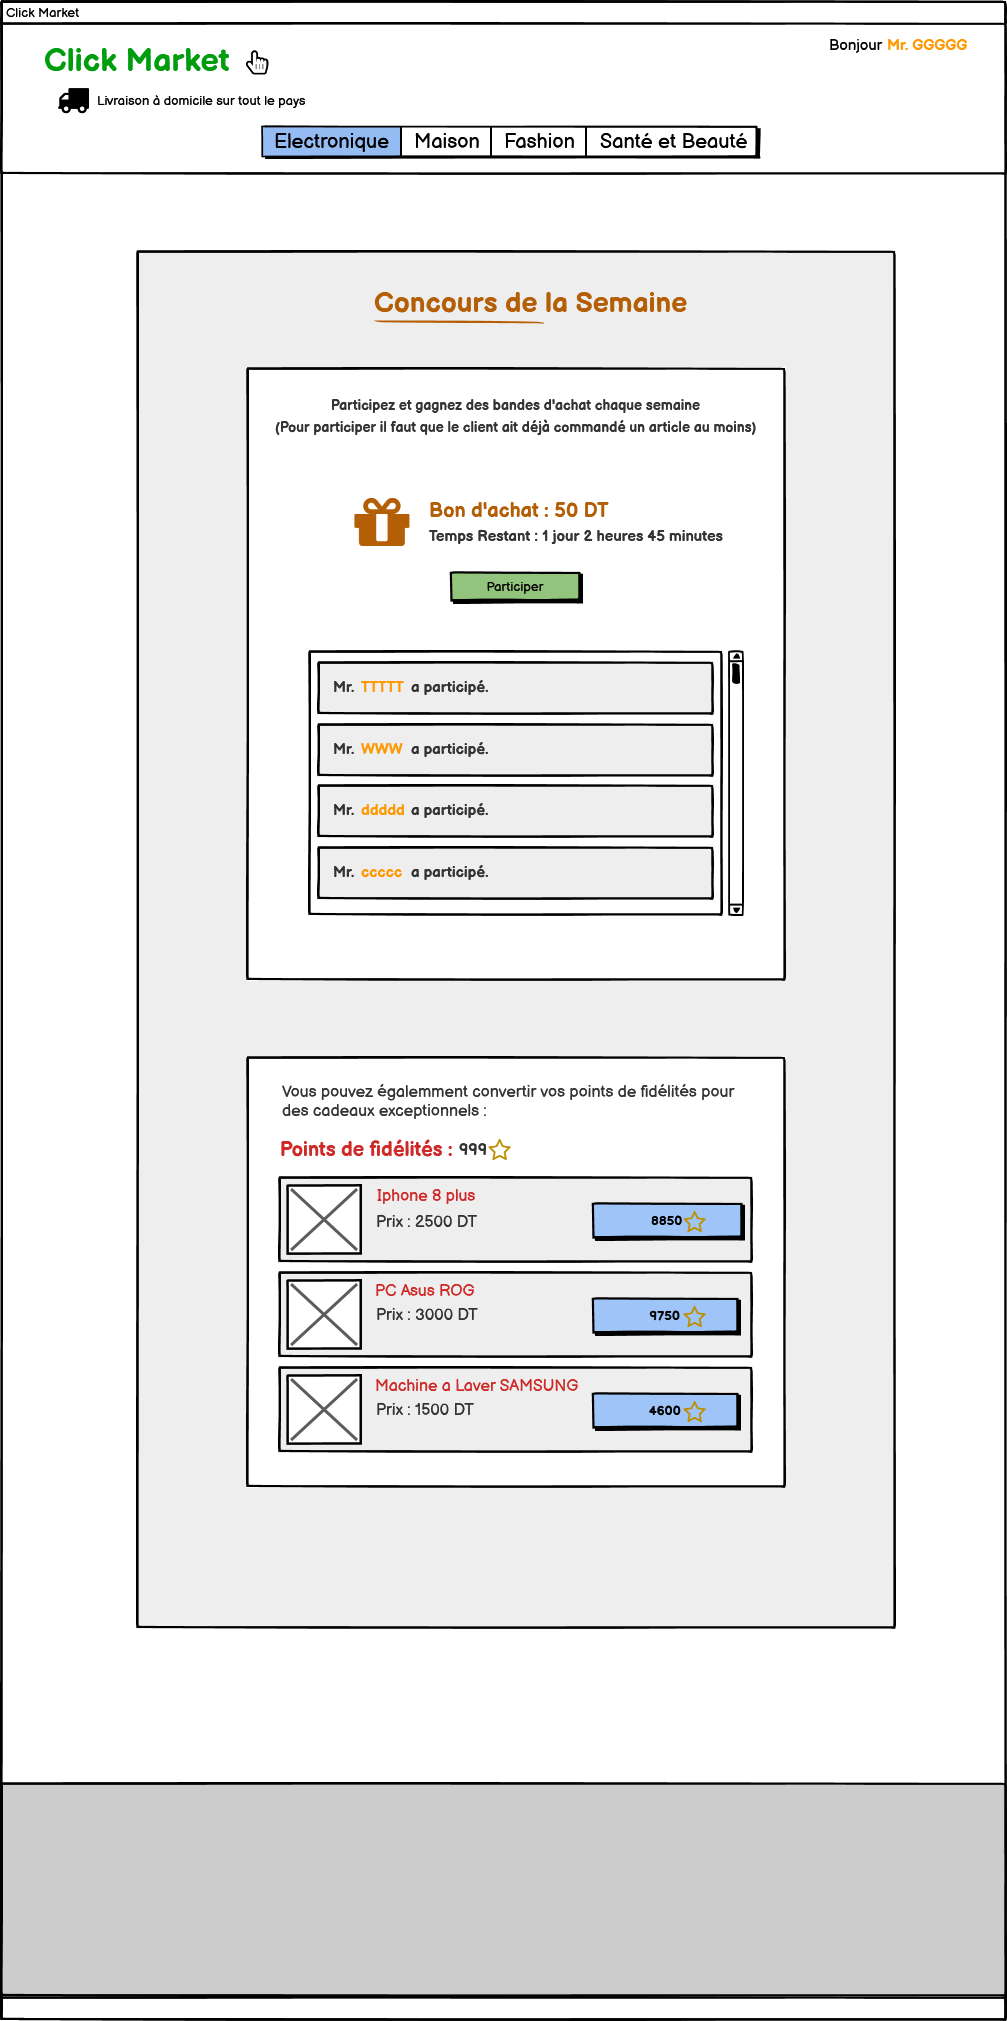 Click Market
Click Market
Bonjour Mr. GGGGG
Livraison à domicile sur tout le pays
Electronique Maison Fashion Santé et Beauté
Concours de la Semaine
Participez et gagnez des bandes d'achat chaque semaine
(Pour participer il faut que le client ait déjà commandé un article au moins)
Bon d'achat : 50 DT
Temps Restant : 1 jour 2 heures 45 minutes
Participer
Mr. TTTTT a participé.
Mr. WWW a participé.
Mr. ddddd a participé.
Mr. ccccc a participé.
Vous pouvez égalemment convertir vos points de fidélités pour
des cadeaux exceptionnels :
Points de fidélités : 999
Iphone 8 plus
Prix : 2500 DT
8850
PC Asus ROG
Prix : 3000 DT
9750
Machine a Laver SAMSUNG
Prix : 1500 DT
4600